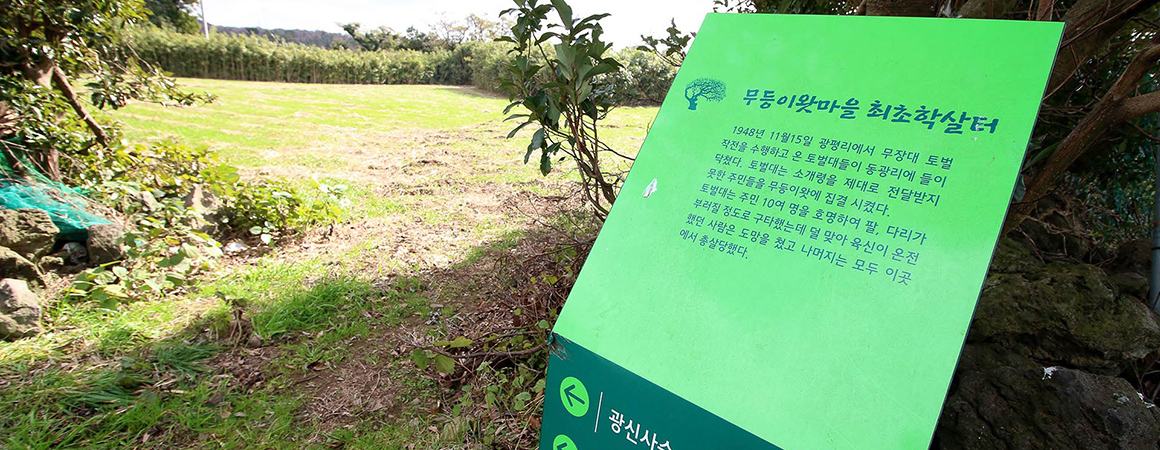 무등이왓마을 최초학살터
1948년 11월15일 광평리에서 무장대 토벌
작전을 수행하고 온 토벌대들이 동광리에 들이
닥쳤다. 토벌대는 소개령을 제대로 전달받지
못한 주민들을 무등이왓에 집결 시켰다.
토벌대는 주민 10여 명을 호명하여 팔, 다리가
부러질 정도로 구타했는데 덜 맞아 육신이 온전
했던 사람은 도망을 쳤고 나머지는 모두 이곳
에서 총살당했다.
광신사숙